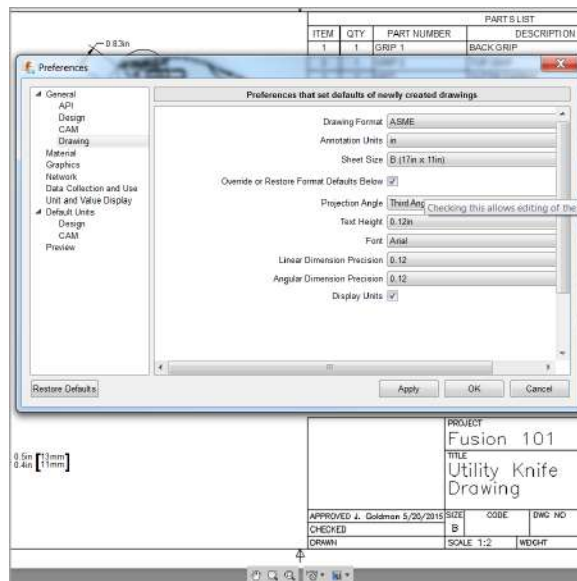 PARTS LIST
ITEM QTY PART NUMBER DESCRIPTION
1 1 GRIP 1 BACK GRIP
0.83in
Preferences
General
API
Design
CAM
Drawing
Material
Graphics
Network
Data Collection and Use
Unit and Value Display
Default Units
Design
CAM
Preview
Preferences that set defaults of newly created drawings
Drawing Format ASME
Annotation Units in
Sheet Size B (17in x 11in)
Override or Restore Format Defaults Below
Projection Angle Third Ang
Checking this allows editing of the
Text Height 0.12in
Font Arial
Linear Dimension Precision 0.12
Angular Dimension Precision 0.12
Display Units
Restore Defaults
Apply OK Cancel
0.5in [13mm]
0.4in [11mm]
PROJECT
Fusion 101
TITLE
Utility Knife
Drawing
APPROVED J. Goldman 5/20/2015 SIZE CODE DWG NO
CHECKED B
DRAWN SCALE 1:2 WEIGHT